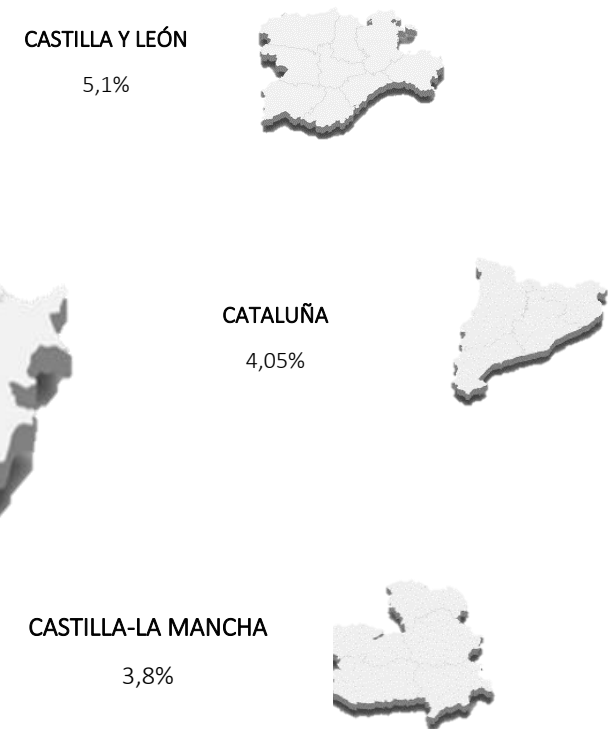 CASTILLA Y LEÓN
5,1%
CATALUÑA
4,05%
CASTILLA-LA MANCHA
3,8%